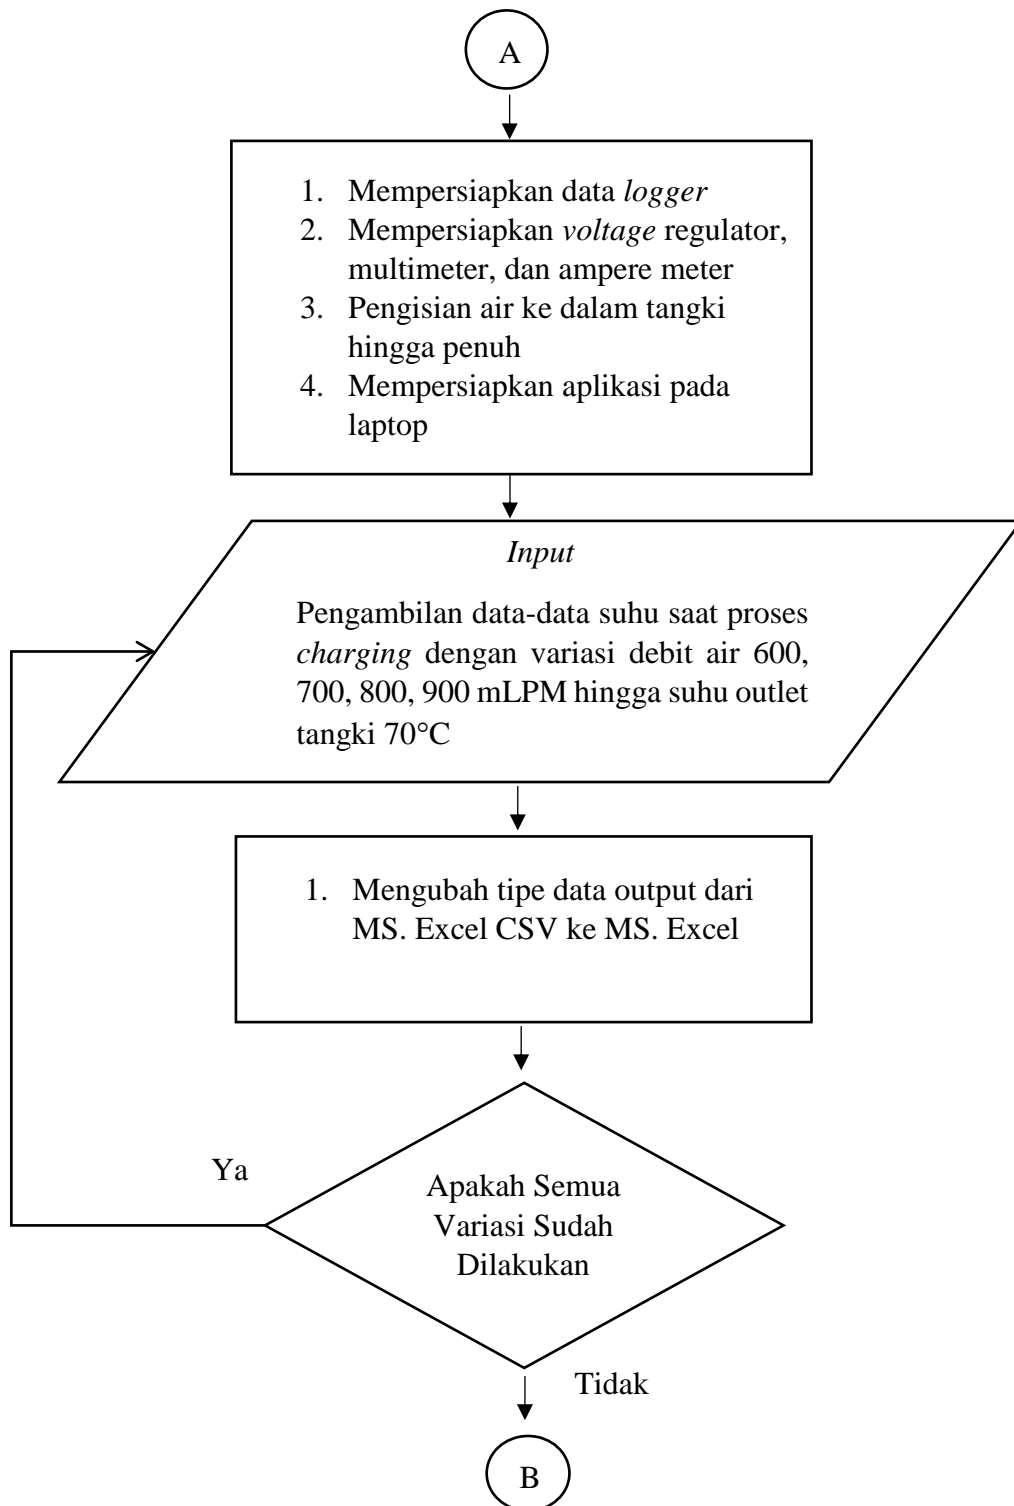 A
1. Mempersiapkan data logger
2. Mempersiapkan voltage regulator,
multimeter, dan ampere meter
3. Pengisian air ke dalam tangki
hingga penuh
4. Mempersiapkan aplikasi pada
laptop
Input
Pengambilan data-data suhu saat proses
charging dengan variasi debit air 600,
700, 800, 900 mLPM hingga suhu outlet
tangki 70°C
1. Mengubah tipe data output dari
MS. Excel CSV ke MS. Excel
Ya
Apakah Semua
Variasi Sudah
Dilakukan
Tidak
B